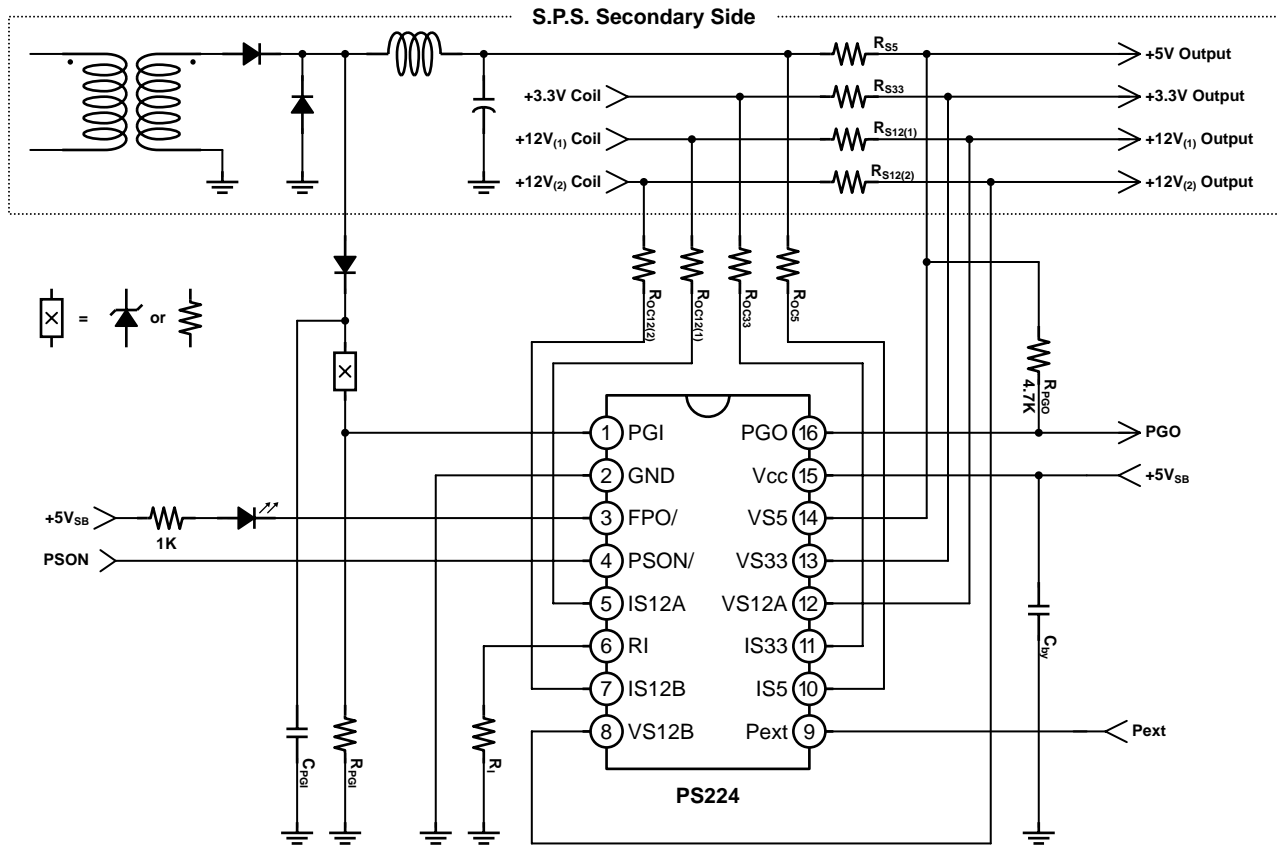 S.P.S. Secondary Side
RS5
+5V Output
+3.3V Coil
RS33
+3.3V Output
+12V(1) Coil
RS12(1)
+12V(1) Output
+12V(2) Coil
RS12(2)
+12V(2) Output
ROC12(2)
ROC12(1)
ROC33
ROC5
= or
RPGO
4.7K
1 PGI
PGO 16
PGO
2 GND
Vcc 15
+5VSB
+5VSB
1K
3 FPO/
VS5 14
PSON
4 PSON/
VS33 13
5 IS12A
VS12A 12
6 RI
IS33 11
Cby
7 IS12B
IS5 10
8 VS12B
Pext 9
Pext
CPGI
RPGI
RI
PS224